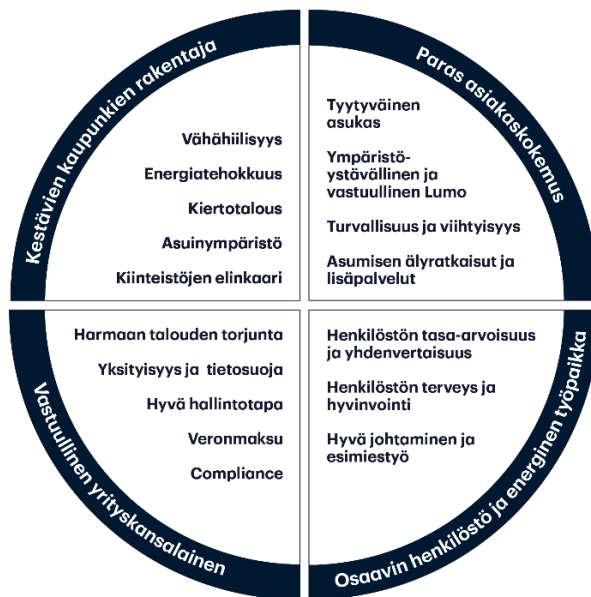 Kestävien kaupunkien rakentaja
Vähähiilisyys
Energiatehokkuus
Kiertotalous
Asuinympäristö
Kiinteistöjen elinkaari
Paras asiakaskokemus
Tyytyväinen
asukas
Ympäristö-
ystävällinen ja
vastuullinen Lumo
Turvallisuus ja viihtyisyys
Asumisen älyratkaisut ja
lisäpalvelut
Vastuullinen yrityskansalainen
Harmaan talouden torjunta
Yksityisyys ja tietosuoja
Hyvä hallintotapa
Veronmaksu
Compliance
Osaavin henkilöstö ja energinen työpaikka
Henkilöstön tasa-arvoisuus
ja yhdenvertaisuus
Henkilöstön terveys ja
hyvinvointi
Hyvä johtaminen ja
esimiestyö